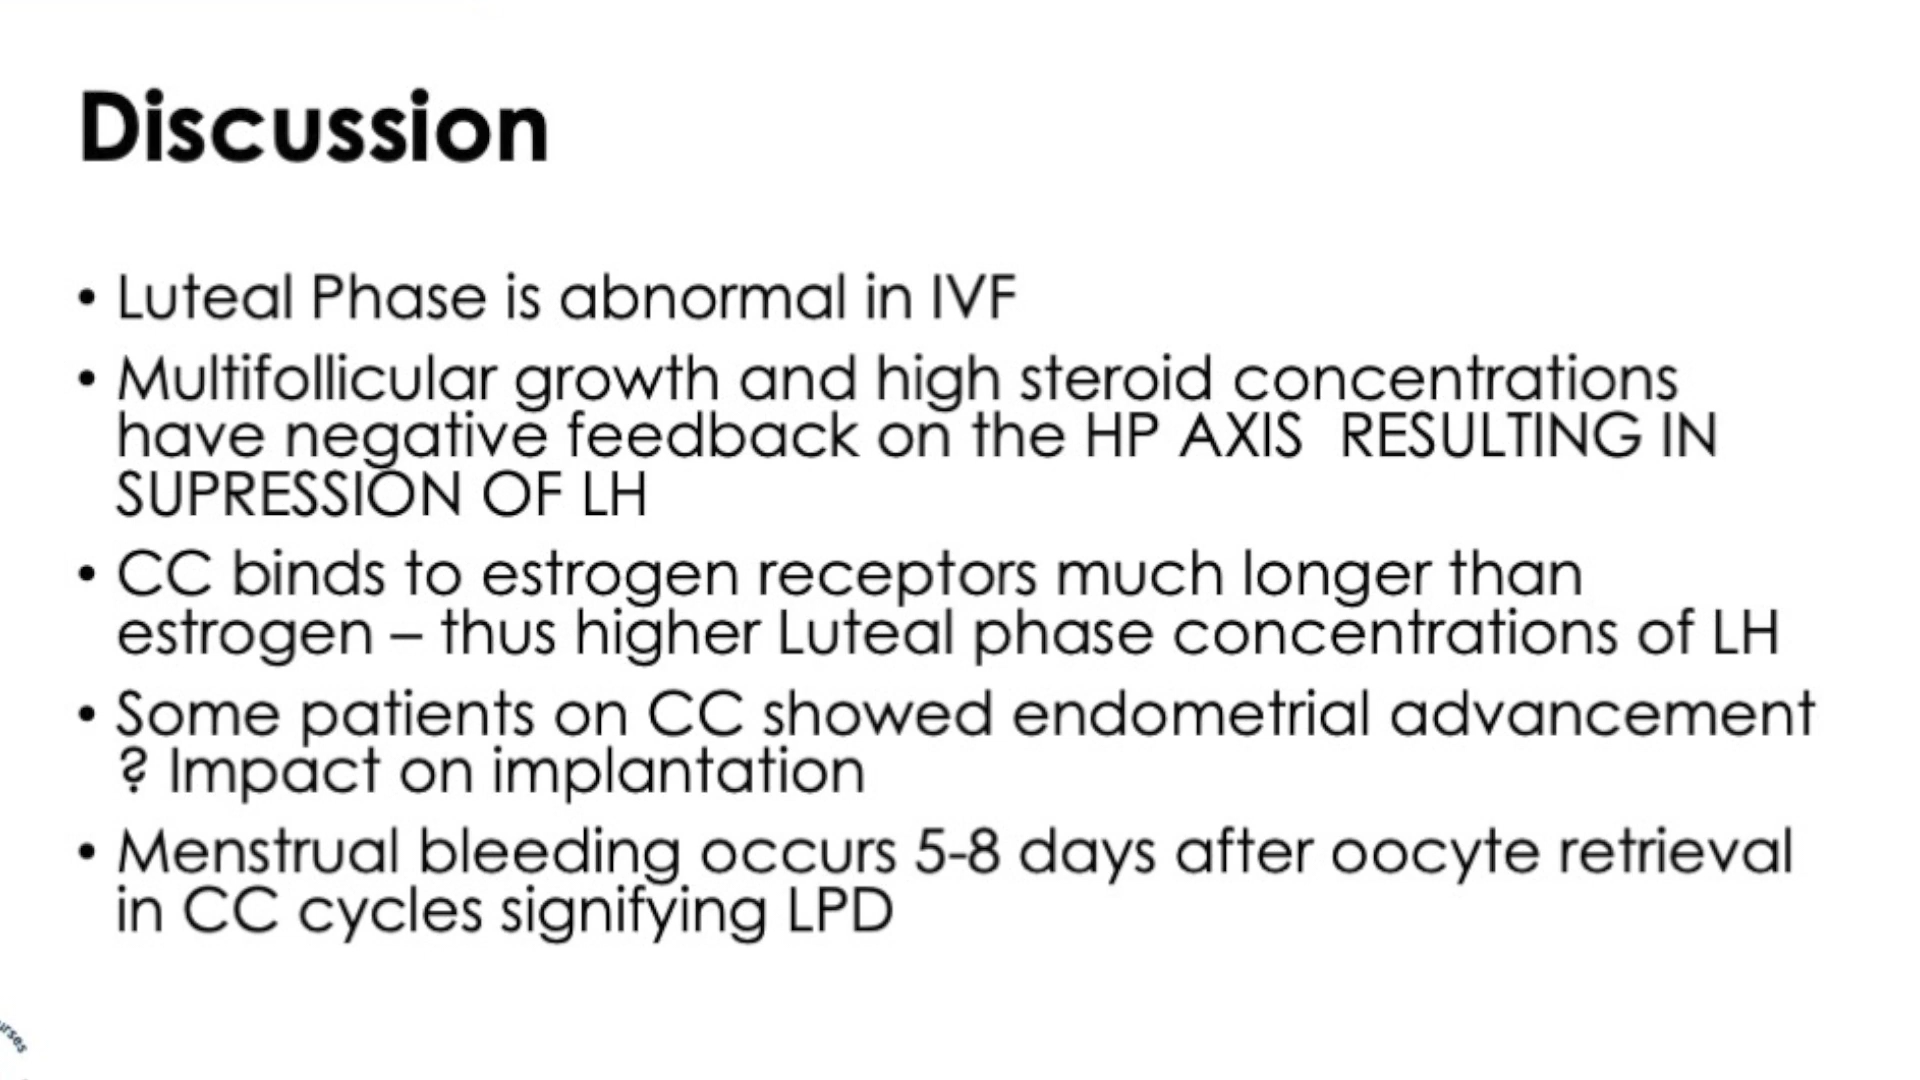 Discussion
• Luteal Phase is abnormal in IVF
• Multifollicular growth and high steroid concentrations
have negative feedback on the HP AXIS  RESULTING IN
SUPRESSION OF LH
• CC binds to estrogen receptors much longer than
estrogen – thus higher Luteal phase concentrations of LH
• Some patients on CC showed endometrial advancement
? Impact on implantation
• Menstrual bleeding occurs 5-8 days after oocyte retrieval
in CC cycles signifying LPD